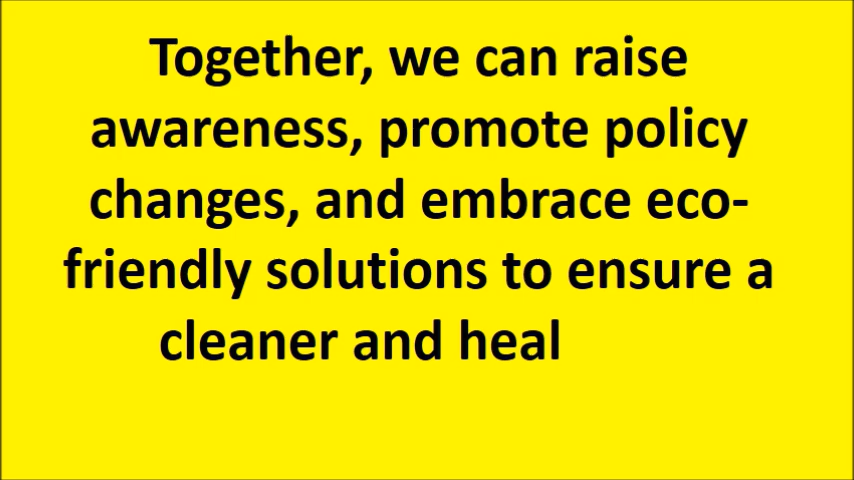 Together, we can raise
awareness, promote policy
changes, and embrace eco-
friendly solutions to ensure a
cleaner and heal